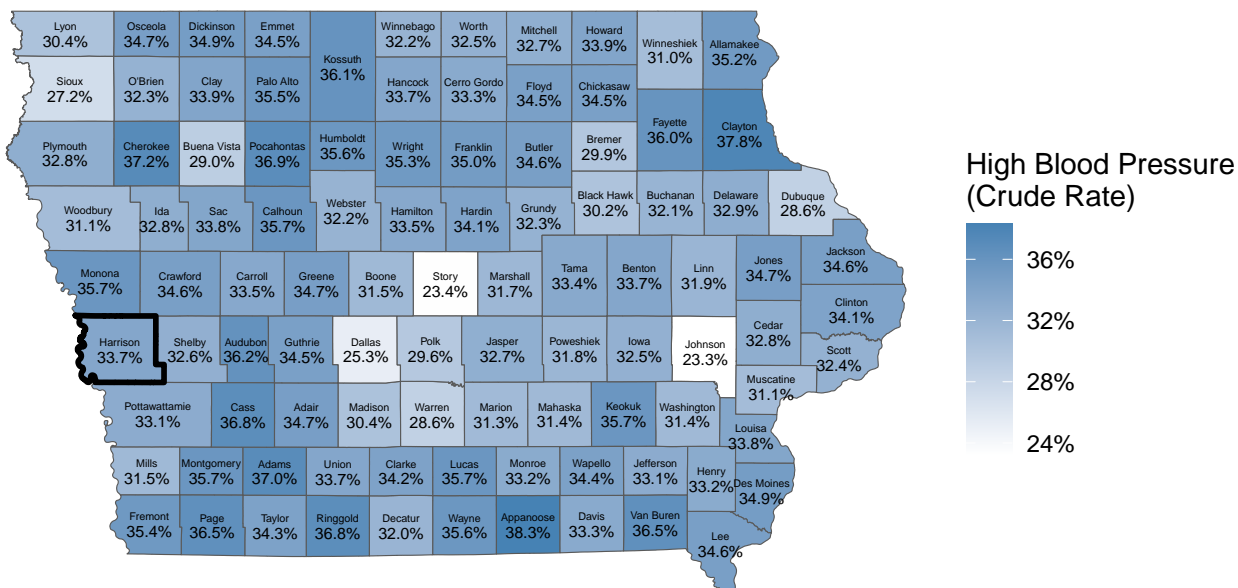 Lyon
30.4%
Osceola
34.7%
Dickinson
34.9%
Emmet
34.5%
Kossuth
36.1%
Winnebago
32.2%
Worth
32.5%
Mitchell
32.7%
Howard
33.9%
Winneshiek
31.0%
Allamakee
35.2%
Sioux
27.2%
O'Brien
32.3%
Clay
33.9%
Palo Alto
35.5%
Hancock
33.7%
Cerro Gordo
33.3%
Floyd
34.5%
Chickasaw
34.5%
Plymouth
32.8%
Cherokee
37.2%
Buena Vista
29.0%
Pocahontas
36.9%
Humboldt
35.6%
Wright
35.3%
Franklin
35.0%
Butler
34.6%
Bremer
29.9%
Fayette
36.0%
Clayton
37.8%
Woodbury
31.1%
Ida
32.8%
Sac
33.8%
Calhoun
35.7%
Webster
32.2%
Hamilton
33.5%
Hardin
34.1%
Grundy
32.3%
Black Hawk
30.2%
Buchanan
32.1%
Delaware
32.9%
Dubuque
28.6%
Monona
35.7%
Crawford
34.6%
Carroll
33.5%
Greene
34.7%
Boone
31.5%
Story
23.4%
Marshall
31.7%
Tama
33.4%
Benton
33.7%
Linn
31.9%
Jones
34.7%
Jackson
34.6%
Clinton
34.1%
Harrison
33.7%
Shelby
32.6%
Audubon
36.2%
Guthrie
34.5%
Dallas
25.3%
Polk
29.6%
Jasper
32.7%
Poweshiek
31.8%
Iowa
32.5%
Johnson
23.3%
Cedar
32.8%
Scott
32.4%
Muscatine
31.1%
Pottawattamie
33.1%
Cass
36.8%
Adair
34.7%
Madison
30.4%
Warren
28.6%
Marion
31.3%
Mahaska
31.4%
Keokuk
35.7%
Washington
31.4%
Louisa
33.8%
Mills
31.5%
Montgomery
35.7%
Adams
37.0%
Union
33.7%
Clarke
34.2%
Lucas
35.7%
Monroe
33.2%
Wapello
34.4%
Jefferson
33.1%
Henry
33.2%
Des Moines
34.9%
Fremont
35.4%
Page
36.5%
Taylor
34.3%
Ringgold
36.8%
Decatur
32.0%
Wayne
35.6%
Appanoose
38.3%
Davis
33.3%
Van Buren
36.5%
Lee
34.6%
High Blood Pressure
(Crude Rate)
36%
32%
28%
24%